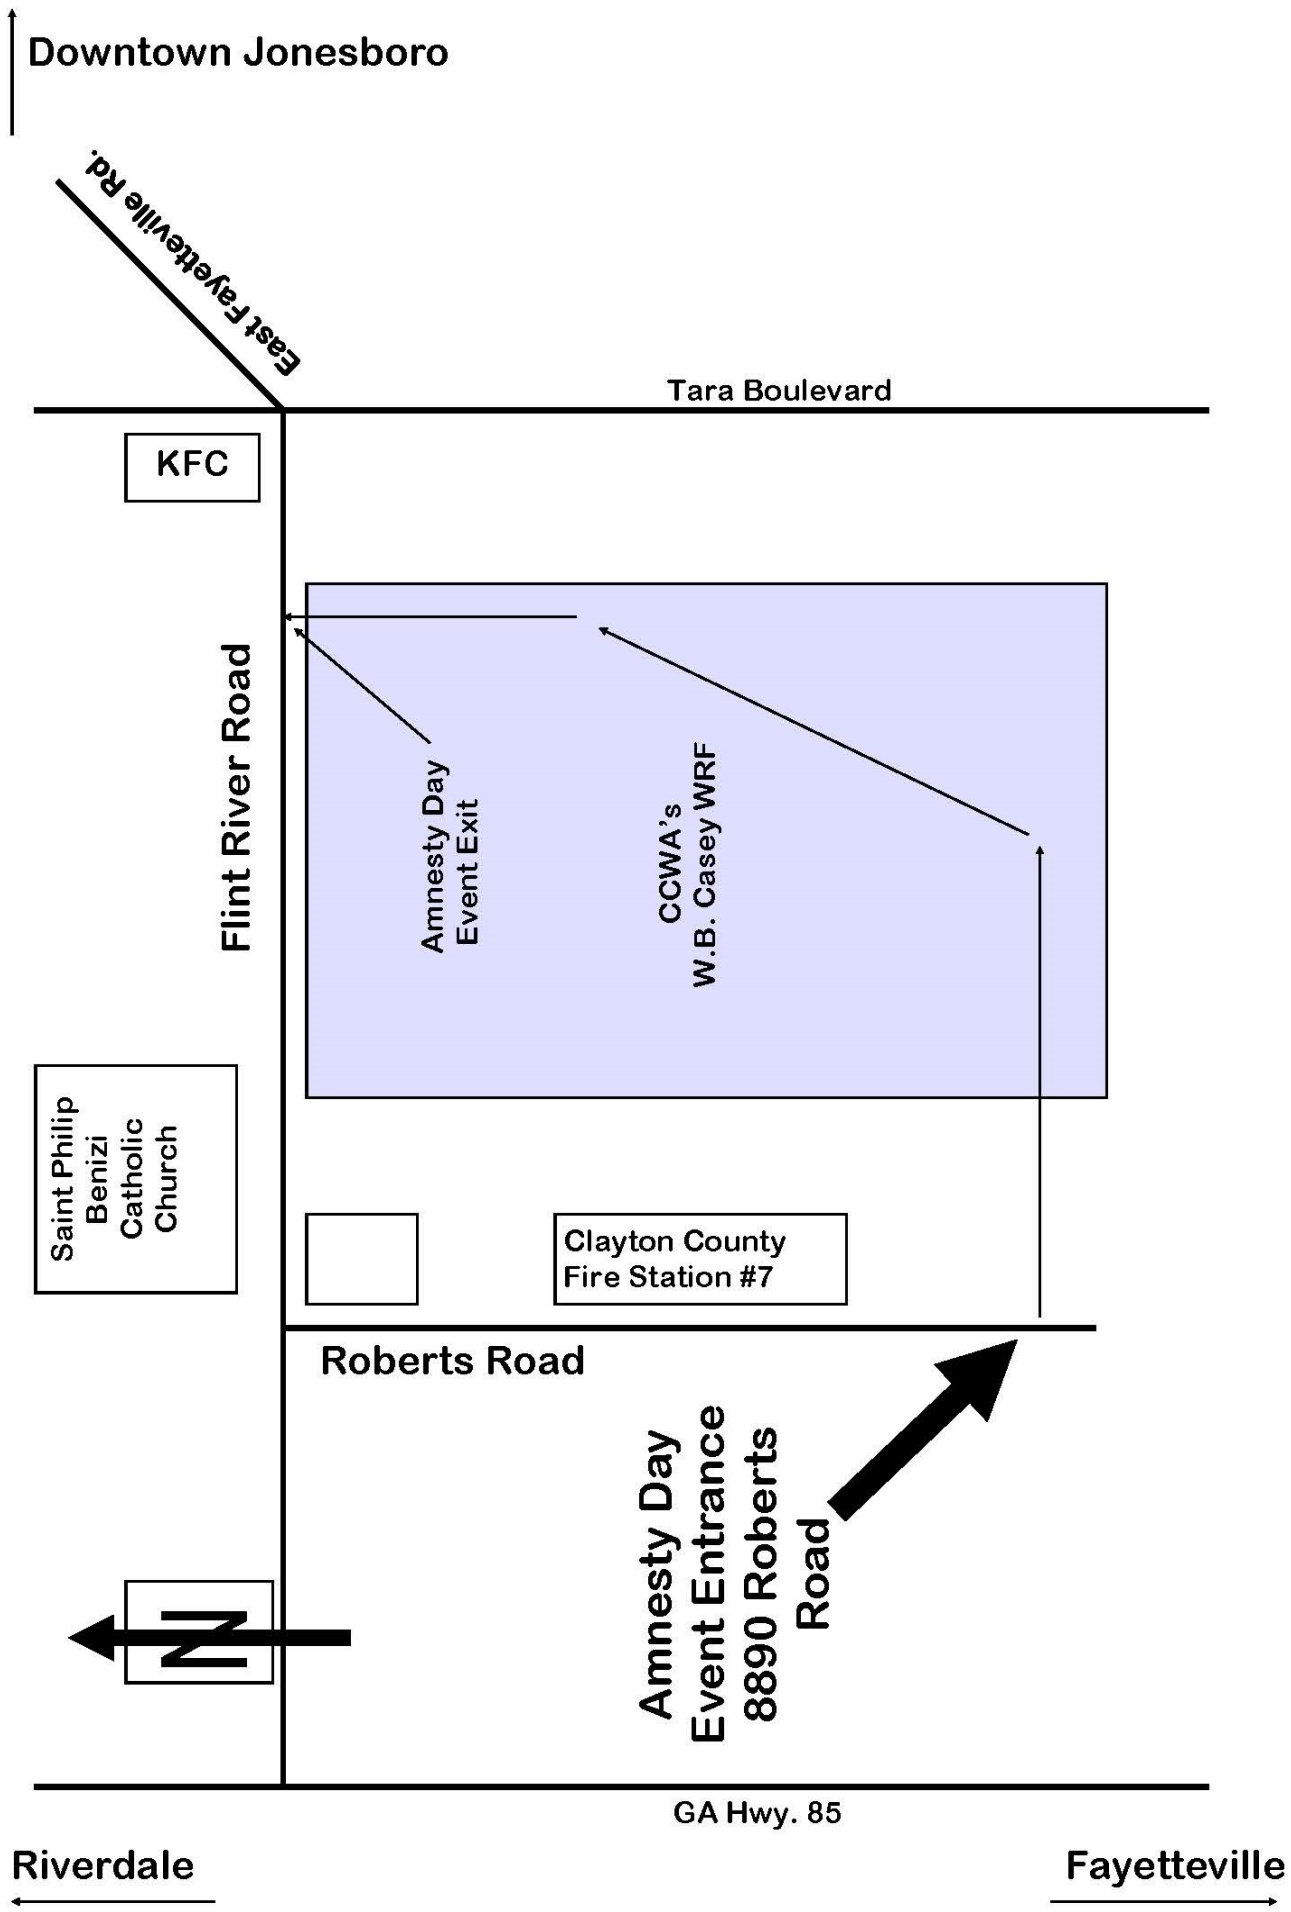 Downtown Jonesboro
East Fayetteville Rd.
Tara Boulevard
KFC
Flint River Road
Amnesty Day
Event Exit
CCWA's
W.B. Casey WRF
Saint Philip
Benizi
Catholic
Church
Clayton County
Fire Station #7
Roberts Road
Amnesty Day
Event Entrance
8890 Roberts
Road
N
GA Hwy. 85
Riverdale
Fayetteville